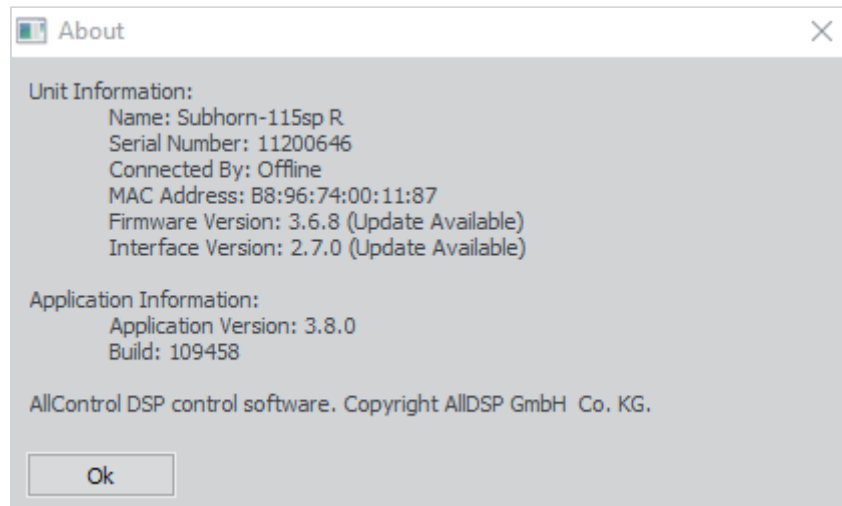 About
Unit Information:
Name: Subhorn-115sp R
Serial Number: 11200646
Connected By: Offline
MAC Address: B8:96:74:00:11:87
Firmware Version: 3.6.8 (Update Available)
Interface Version: 2.7.0 (Update Available)
Application Information:
Application Version: 3.8.0
Build: 109458
AllControl DSP control software. Copyright AllDSP GmbH  Co. KG.
Ok